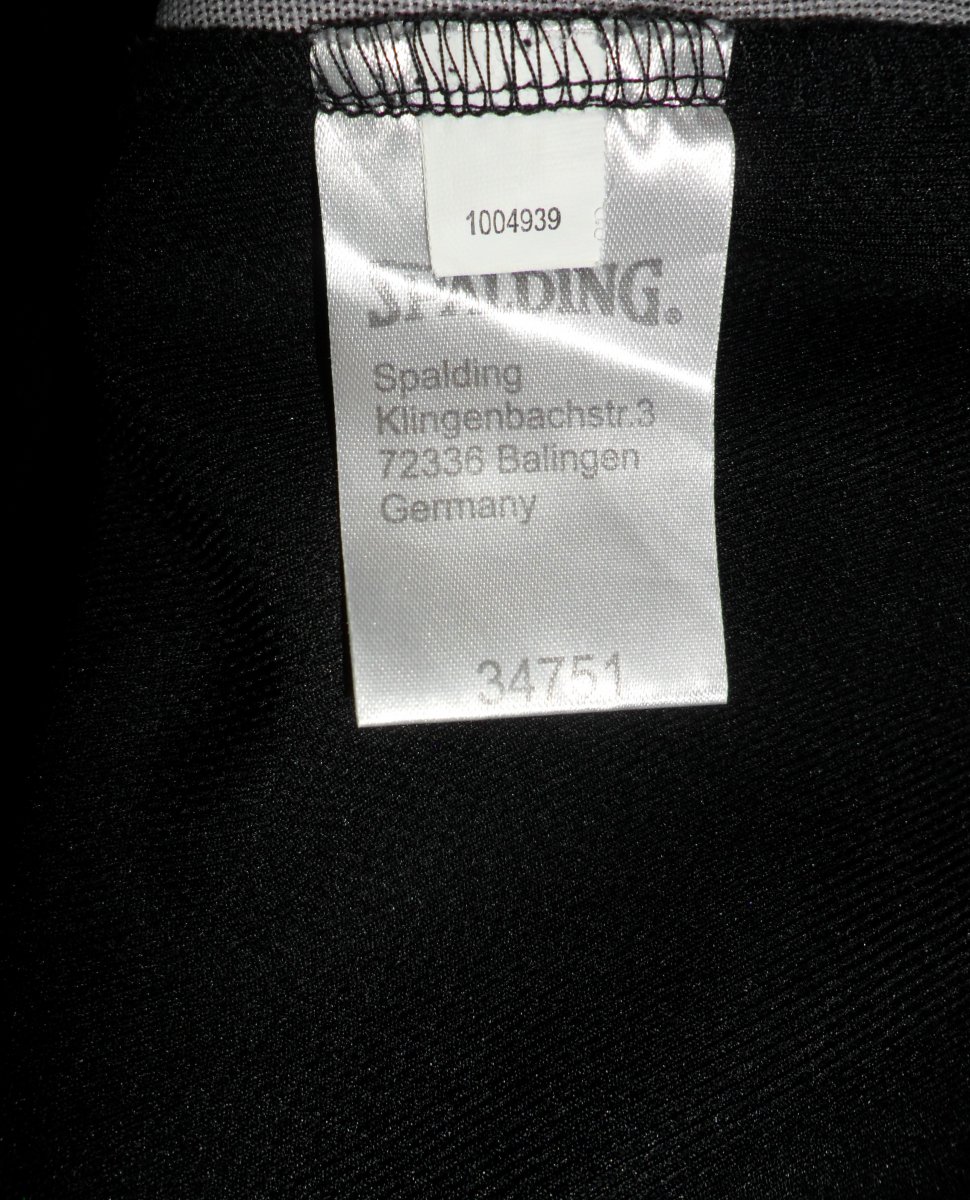 1004939
SPALDING®
Spalding
Klingenbachstr.3
72336 Balingen
Germany
34751